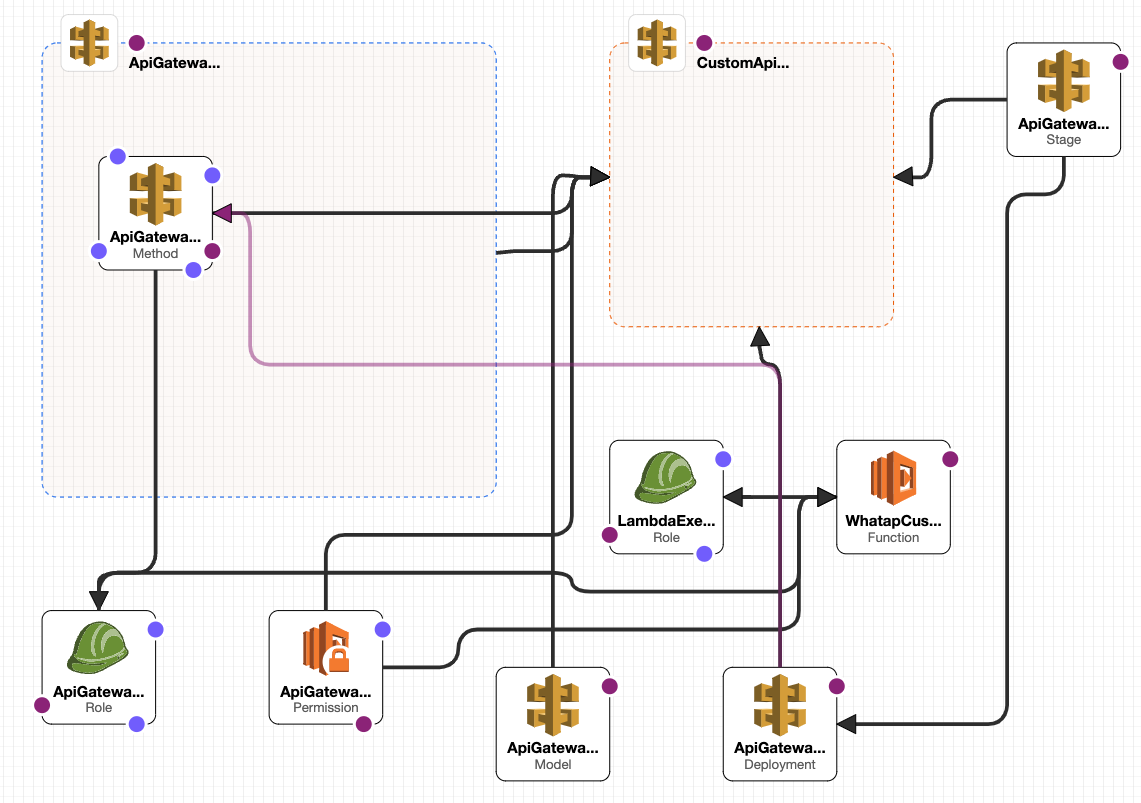 ApiGatewa...
CustomApi...
ApiGatewa...
Stage
ApiGatewa...
Method
LambdaExe...
Role
WhatapCus...
Function
ApiGatewa...
Role
ApiGatewa...
Permission
ApiGatewa...
Model
ApiGatewa...
Deployment